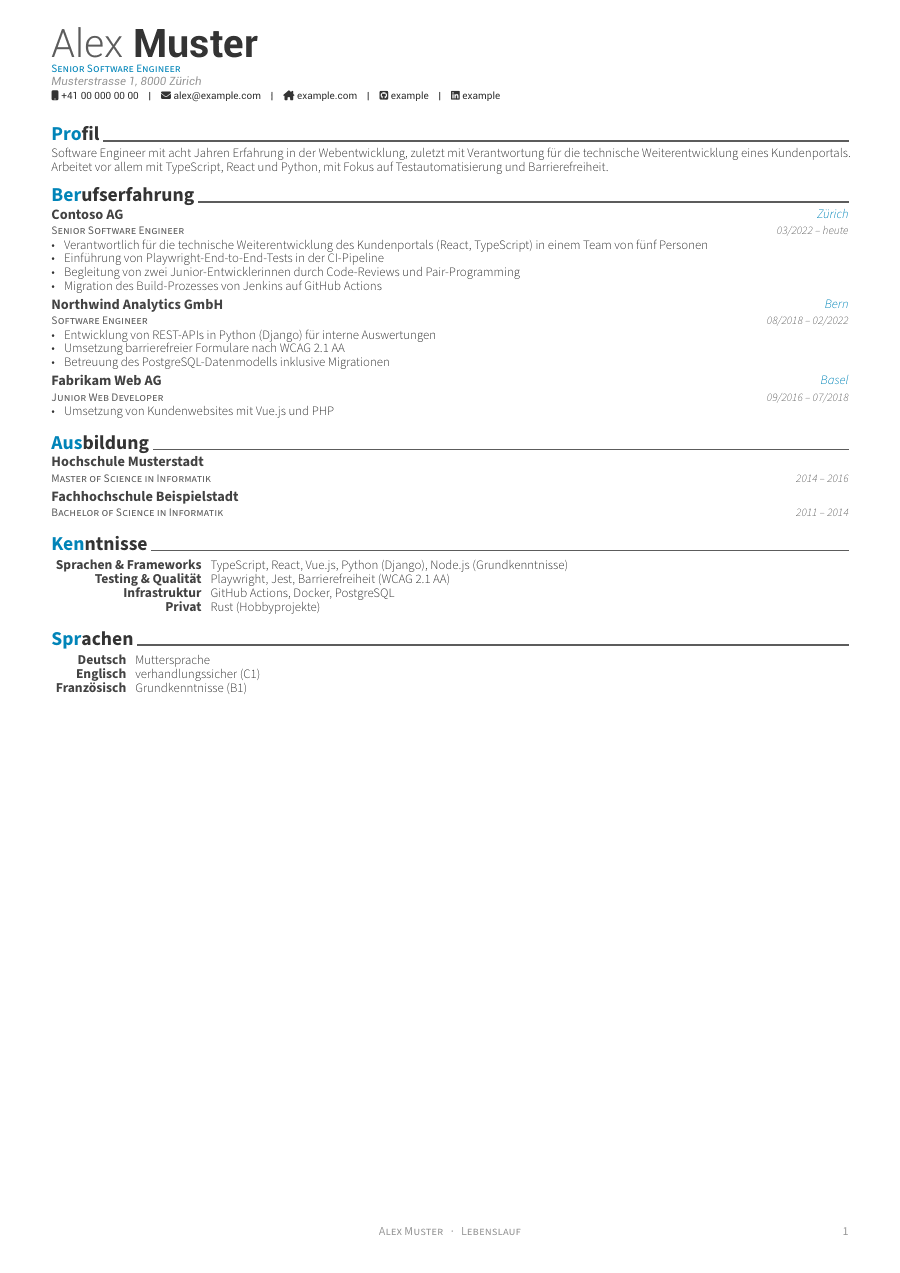 Alex Muster
Senior Software Engineer
Musterstrasse 1, 8000 Zürich
+41 00 000 00 00 | alex@example.com | example.com | example | example
Profil
Software Engineer mit acht Jahren Erfahrung in der Webentwicklung, zuletzt mit Verantwortung für die technische Weiterentwicklung eines Kundenportals.
Arbeitet vor allem mit TypeScript, React und Python, mit Fokus auf Testautomatisierung und Barrierefreiheit.
Berufserfahrung
Contoso AG Zürich
Senior Software Engineer 03/2022 – heute
• Verantwortlich für die technische Weiterentwicklung des Kundenportals (React, TypeScript) in einem Team von fünf Personen
• Einführung von Playwright-End-to-End-Tests in der CI-Pipeline
• Begleitung von zwei Junior-Entwicklerinnen durch Code-Reviews und Pair-Programming
• Migration des Build-Prozesses von Jenkins auf GitHub Actions
Northwind Analytics GmbH Bern
Software Engineer 08/2018 – 02/2022
• Entwicklung von REST-APIs in Python (Django) für interne Auswertungen
• Umsetzung barrierefreier Formulare nach WCAG 2.1 AA
• Betreuung des PostgreSQL-Datenmodells inklusive Migrationen
Fabrikam Web AG Basel
Junior Web Developer 09/2016 – 07/2018
• Umsetzung von Kundenwebsites mit Vue.js und PHP
Ausbildung
Hochschule Musterstadt
Master of Science in Informatik 2014 – 2016
Fachhochschule Beispielstadt
Bachelor of Science in Informatik 2011 – 2014
Kenntnisse
Sprachen & Frameworks TypeScript, React, Vue.js, Python (Django), Node.js (Grundkenntnisse)
Testing & Qualität Playwright, Jest, Barrierefreiheit (WCAG 2.1 AA)
Infrastruktur GitHub Actions, Docker, PostgreSQL
Privat Rust (Hobbyprojekte)
Sprachen
Deutsch Muttersprache
Englisch verhandlungssicher (C1)
Französisch Grundkenntnisse (B1)
Alex Muster · Lebenslauf 1